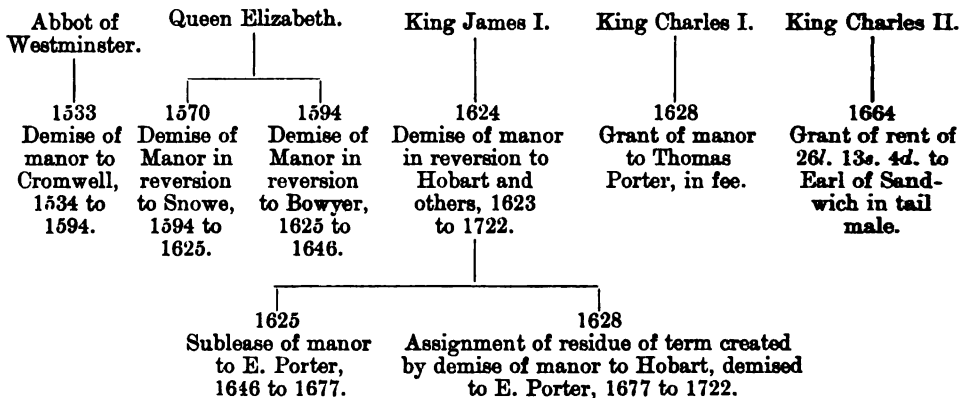 Abbot of
Westminster.
Queen Elizabeth.
King James I.
King Charles I.
King Charles II.
1533
Demise of
manor to
Cromwell,
1534 to
1594.
1570
Demise of
Manor in
reversion
to Snowe,
1594 to
1625.
1594
Demise of
Manor in
reversion
to Bowyer,
1625 to
1646.
1624
Demise of manor
in reversion to
Hobart and
others, 1623
to 1722.
1628
Grant of manor
to Thomas
Porter, in fee.
1664
Grant of rent of
26l. 13s. 4d. to
Earl of Sand-
wich in tail
male.
1625
Sublease of manor
to E. Porter,
1646 to 1677.
1628
Assignment of residue of term created
by demise of manor to Hobart, demised
to E. Porter, 1677 to 1722.